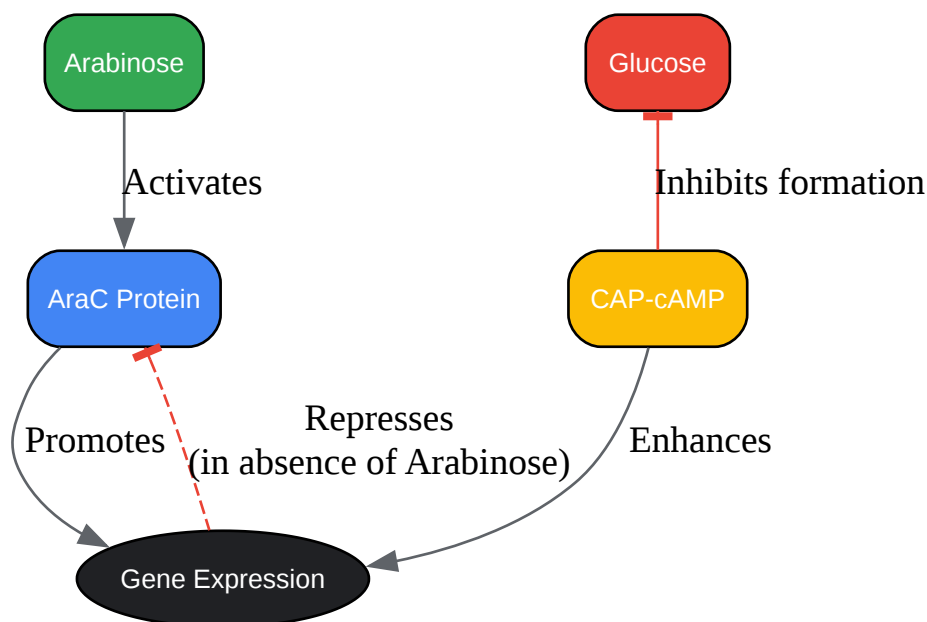 Arabinose
Glucose
Activates
Inhibits formation
AraC Protein
CAP-cAMP
Promotes
Represses
(in absence of Arabinose)
Enhances
Gene Expression